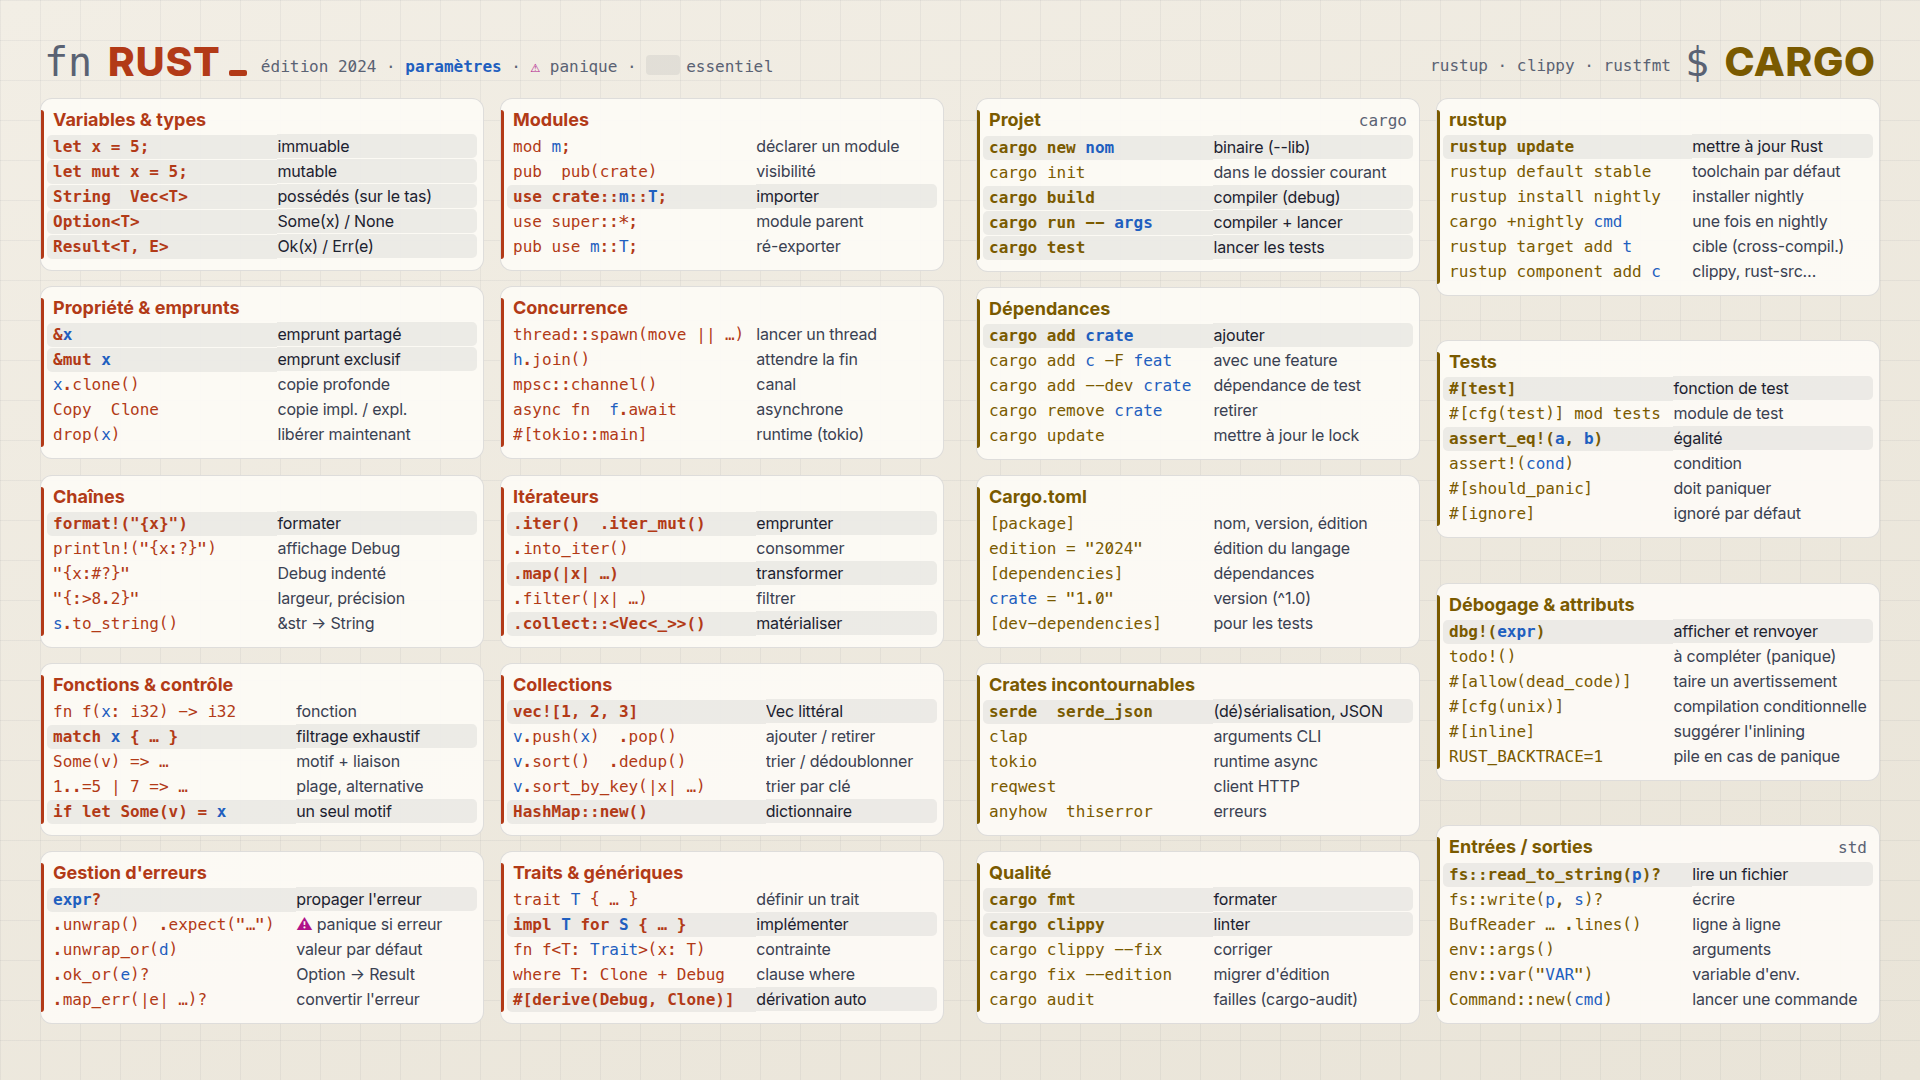 fn RUST_ édition 2024 · paramètres · ⚠ panique · essentiel
rustup · clippy · rustfmt $ CARGO
Variables & types
let x = 5; immuable
let mut x = 5; mutable
String Vec<T> possédés (sur le tas)
Option<T> Some(x) / None
Result<T, E> Ok(x) / Err(e)
Propriété & emprunts
&x emprunt partagé
&mut x emprunt exclusif
x.clone() copie profonde
Copy Clone copie impl. / expl.
drop(x) libérer maintenant
Chaînes
format!("{x}") formater
println!("{x:?}") affichage Debug
"{x:#?}" Debug indenté
"{:>8.2}" largeur, précision
s.to_string() &str → String
Fonctions & contrôle
fn f(x: i32) -> i32 fonction
match x { … } filtrage exhaustif
Some(v) => … motif + liaison
1..=5 | 7 => … plage, alternative
if let Some(v) = x un seul motif
Gestion d'erreurs
expr? propager l'erreur
.unwrap() .expect("…") ⚠ panique si erreur
.unwrap_or(d) valeur par défaut
.ok_or(e)? Option → Result
.map_err(|e| …)? convertir l'erreur
Modules
mod m; déclarer un module
pub pub(crate) visibilité
use crate::m::T; importer
use super::*; module parent
pub use m::T; ré-exporter
Concurrence
thread::spawn(move || …) lancer un thread
h.join() attendre la fin
mpsc::channel() canal
async fn f.await asynchrone
#[tokio::main] runtime (tokio)
Itérateurs
.iter() .iter_mut() emprunter
.into_iter() consommer
.map(|x| …) transformer
.filter(|x| …) filtrer
.collect::<Vec<_>>() matérialiser
Collections
vec![1, 2, 3] Vec littéral
v.push(x) .pop() ajouter / retirer
v.sort() .dedup() trier / dédoublonner
v.sort_by_key(|x| …) trier par clé
HashMap::new() dictionnaire
Traits & génériques
trait T { … } définir un trait
impl T for S { … } implémenter
fn f<T: Trait>(x: T) contrainte
where T: Clone + Debug clause where
#[derive(Debug, Clone)] dérivation auto
Projet cargo
cargo new nom binaire (--lib)
cargo init dans le dossier courant
cargo build compiler (debug)
cargo run -- args compiler + lancer
cargo test lancer les tests
Dépendances
cargo add crate ajouter
cargo add c -F feat avec une feature
cargo add --dev crate dépendance de test
cargo remove crate retirer
cargo update mettre à jour le lock
Cargo.toml
[package] nom, version, édition
edition = "2024" édition du langage
[dependencies] dépendances
crate = "1.0" version (^1.0)
[dev-dependencies] pour les tests
Crates incontournables
serde serde_json (dé)sérialisation, JSON
clap arguments CLI
tokio runtime async
reqwest client HTTP
anyhow thiserror erreurs
Qualité
cargo fmt formater
cargo clippy linter
cargo clippy --fix corriger
cargo fix --edition migrer d'édition
cargo audit failles (cargo-audit)
rustup
rustup update mettre à jour Rust
rustup default stable toolchain par défaut
rustup install nightly installer nightly
cargo +nightly cmd une fois en nightly
rustup target add t cible (cross-compil.)
rustup component add c clippy, rust-src…
Tests
#[test] fonction de test
#[cfg(test)] mod tests module de test
assert_eq!(a, b) égalité
assert!(cond) condition
#[should_panic] doit paniquer
#[ignore] ignoré par défaut
Débogage & attributs
dbg!(expr) afficher et renvoyer
todo!() à compléter (panique)
#[allow(dead_code)] taire un avertissement
#[cfg(unix)] compilation conditionnelle
#[inline] suggérer l'inlining
RUST_BACKTRACE=1 pile en cas de panique
Entrées / sorties std
fs::read_to_string(p)? lire un fichier
fs::write(p, s)? écrire
BufReader … .lines() ligne à ligne
env::args() arguments
env::var("VAR") variable d'env.
Command::new(cmd) lancer une commande